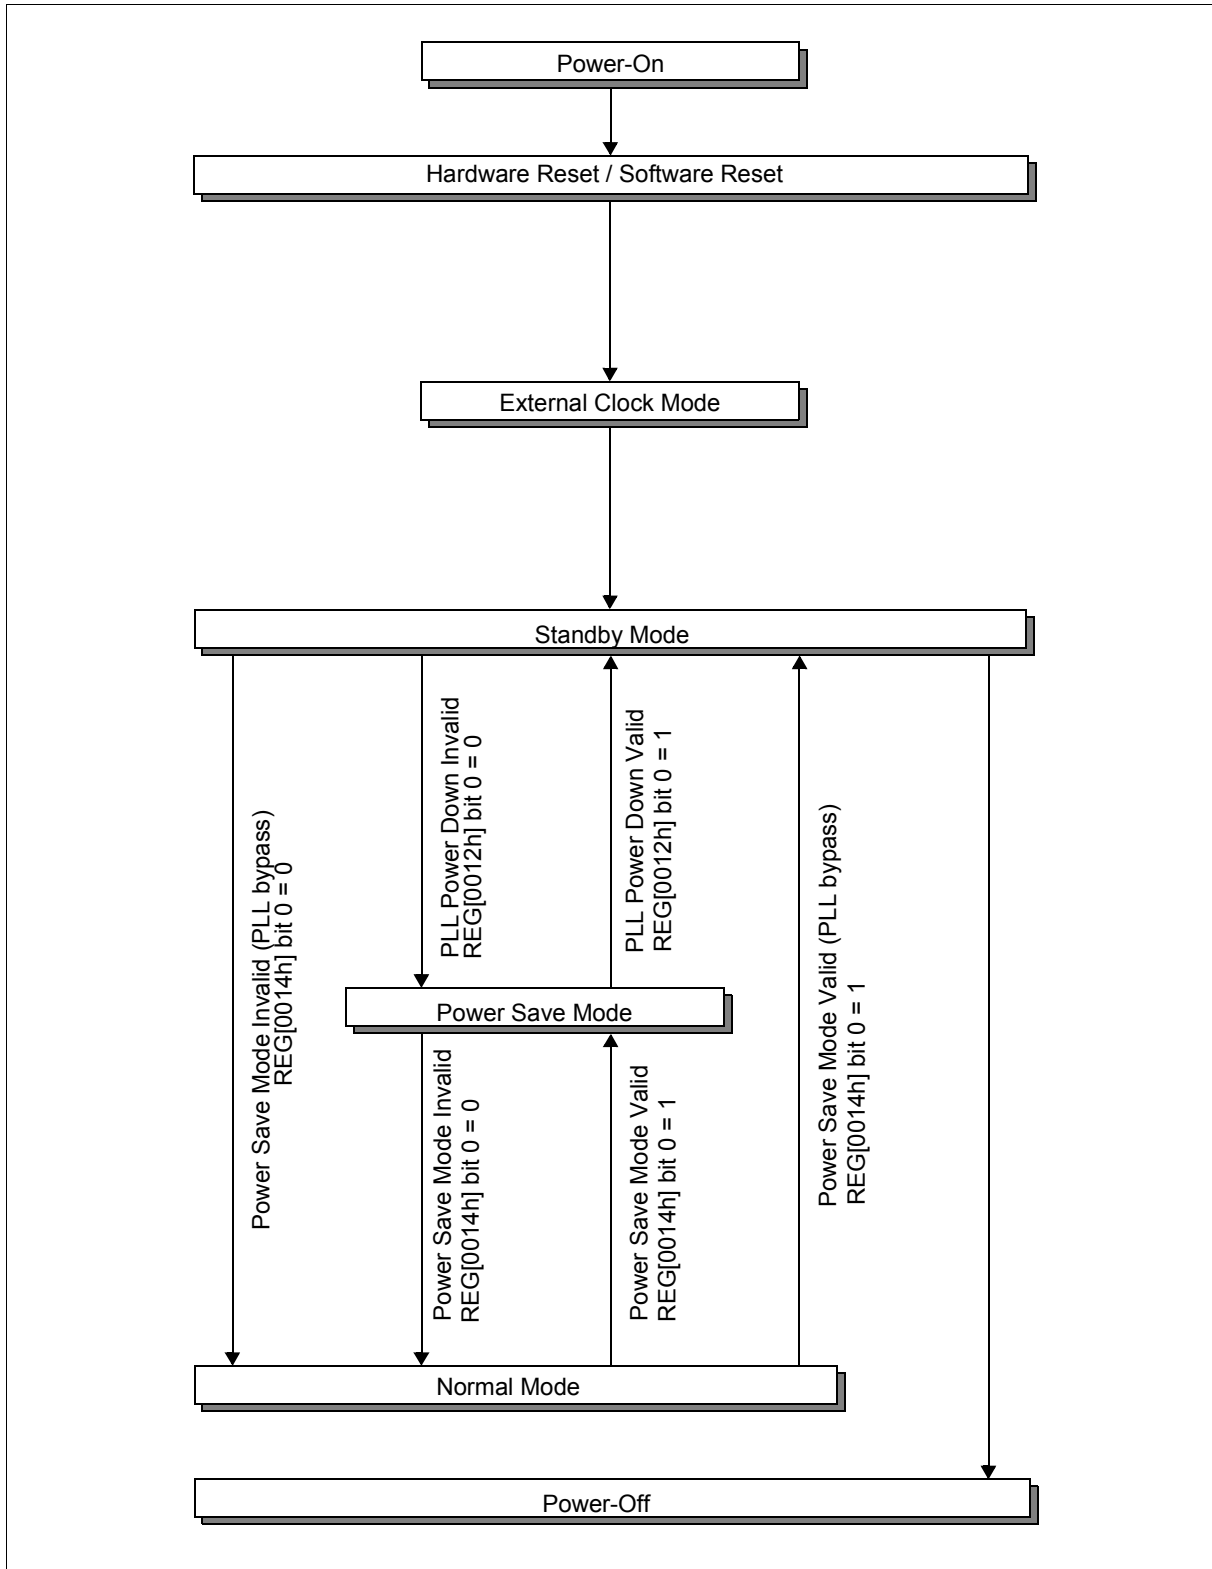 Power-On
Hardware Reset / Software Reset
External Clock Mode
Standby Mode
Power Save Mode Invalid (PLL bypass)
REG[0014h] bit 0 = 0
PLL Power Down Invalid
REG[0012h] bit 0 = 0
PLL Power Down Valid
REG[0012h] bit 0 = 1
Power Save Mode Valid (PLL bypass)
REG[0014h] bit 0 = 1
Power Save Mode
Power Save Mode Invalid
REG[0014h] bit 0 = 0
Power Save Mode Valid
REG[0014h] bit 0 = 1
Normal Mode
Power-Off